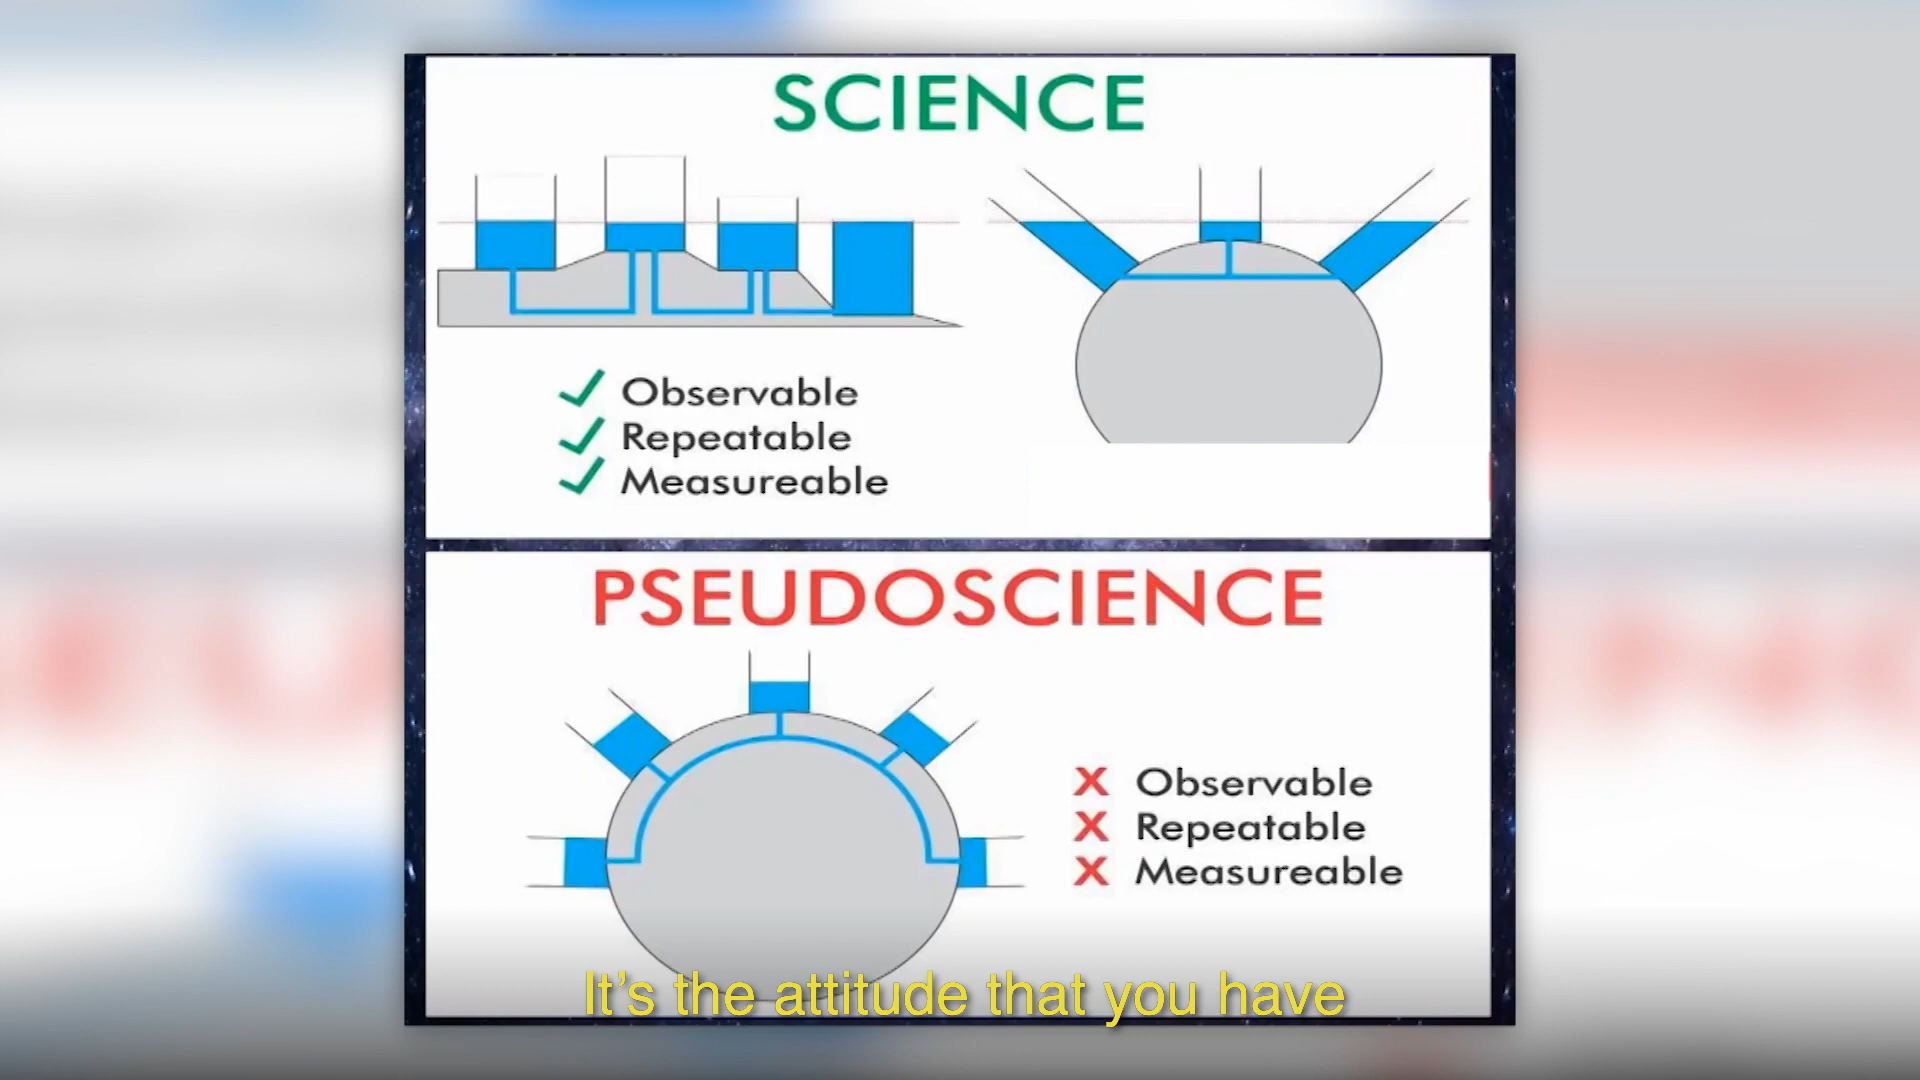 SCIENCE
Observable
Repeatable
Measureable
PSEUDOSCIENCE
X Observable
X Repeatable
X Measureable
It's the attitude that you have